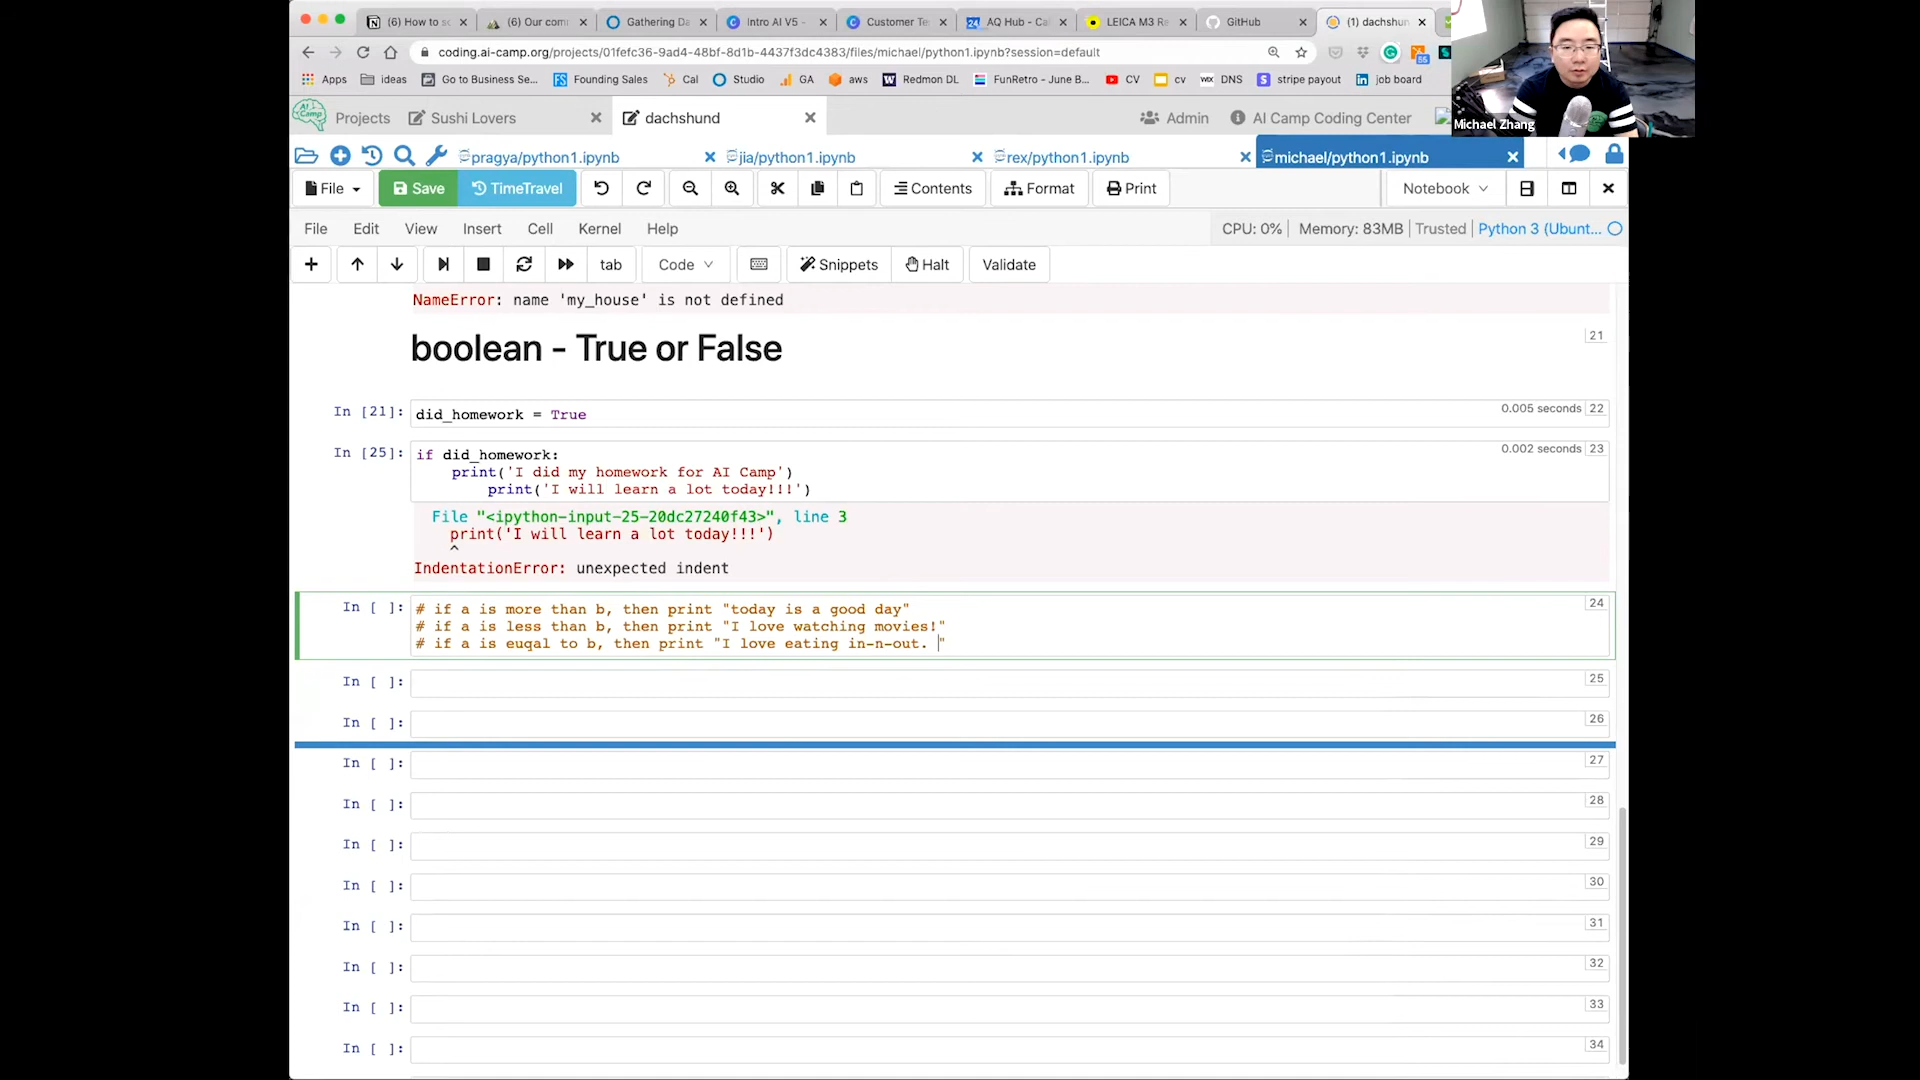 (6) How to sc
(6) Our com
Gathering Da
Intro AI V5 -
Customer Te
AQ Hub - Cal
LEICA M3 Re
GitHub
(1) dachshun
coding.ai-camp.org/projects/01fefc36-9ad4-48bf-8d1b-4437f3dc4383/files/michael/python1.ipynb?session=default
Apps
ideas
Go to Business Se...
Founding Sales
Cal
Studio
GA
aws
Redmon DL
FunRetro - June B...
CV
cv
DNS
stripe payout
job board
Michael Zhang
Projects
Sushi Lovers
dachshund
Admin
AI Camp Coding Center
pragya/python1.ipynb
jia/python1.ipynb
rex/python1.ipynb
michael/python1.ipynb
File
Save
TimeTravel
Contents
Format
Print
Notebook
File Edit View Insert Cell Kernel Help
CPU: 0% Memory: 83MB Trusted Python 3 (Ubunt...
tab
Code
Snippets
Halt
Validate
NameError: name 'my_house' is not defined
boolean - True or False
21
In [21]: did_homework = True
0.005 seconds 22
In [25]: if did_homework:
0.002 seconds 23
print('I did my homework for AI Camp')
print('I will learn a lot today!!!')
File "<ipython-input-25-20dc27240f43>", line 3
print('I will learn a lot today!!!')
^
IndentationError: unexpected indent
In [ ]: # if a is more than b, then print "today is a good day"
24
# if a is less than b, then print "I love watching movies!"
# if a is euqal to b, then print "I love eating in-n-out. "
In [ ]: 25
In [ ]: 26
In [ ]: 27
In [ ]: 28
In [ ]: 29
In [ ]: 30
In [ ]: 31
In [ ]: 32
In [ ]: 33
In [ ]: 34